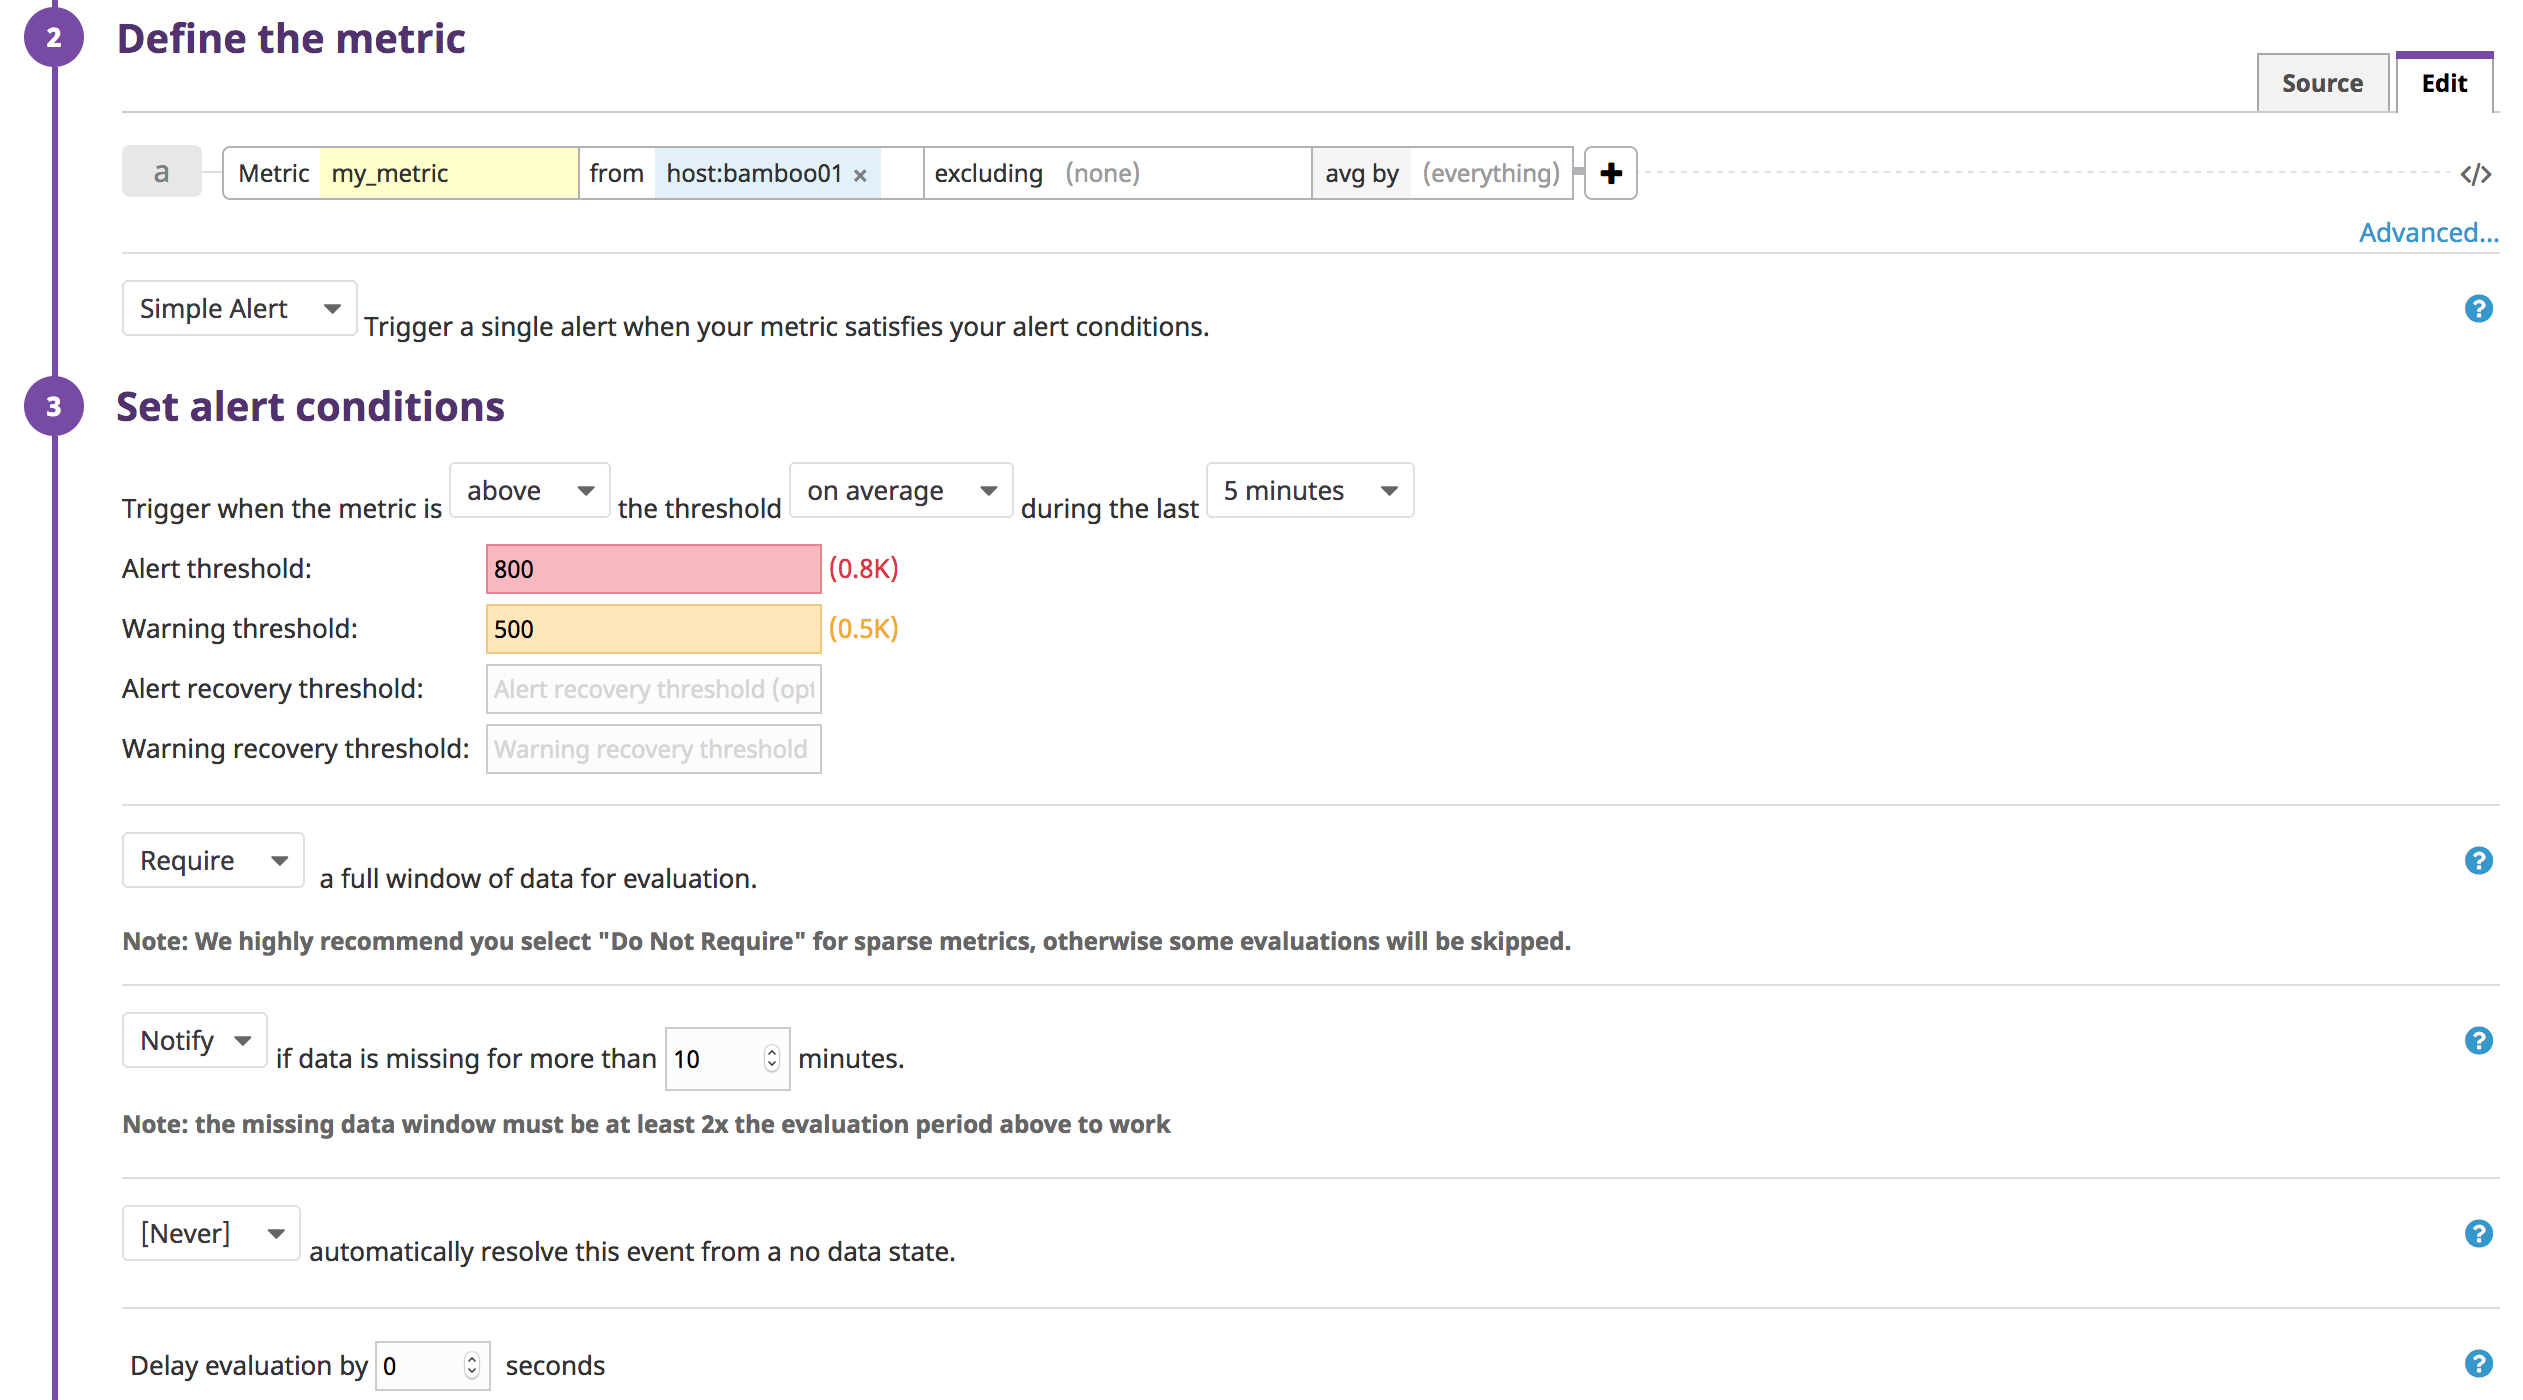 2 Define the metric
Source Edit
a Metric my_metric from host:bamboo01 × excluding (none) avg by (everything) + </>
Advanced...
Simple Alert Trigger a single alert when your metric satisfies your alert conditions. ?
3 Set alert conditions
Trigger when the metric is above the threshold on average during the last 5 minutes
Alert threshold: 800 (0.8K)
Warning threshold: 500 (0.5K)
Alert recovery threshold: Alert recovery threshold (opt
Warning recovery threshold: Warning recovery threshold
Require a full window of data for evaluation. ?
Note: We highly recommend you select "Do Not Require" for sparse metrics, otherwise some evaluations will be skipped.
Notify if data is missing for more than 10 minutes. ?
Note: the missing data window must be at least 2x the evaluation period above to work
[Never] automatically resolve this event from a no data state. ?
Delay evaluation by 0 seconds ?